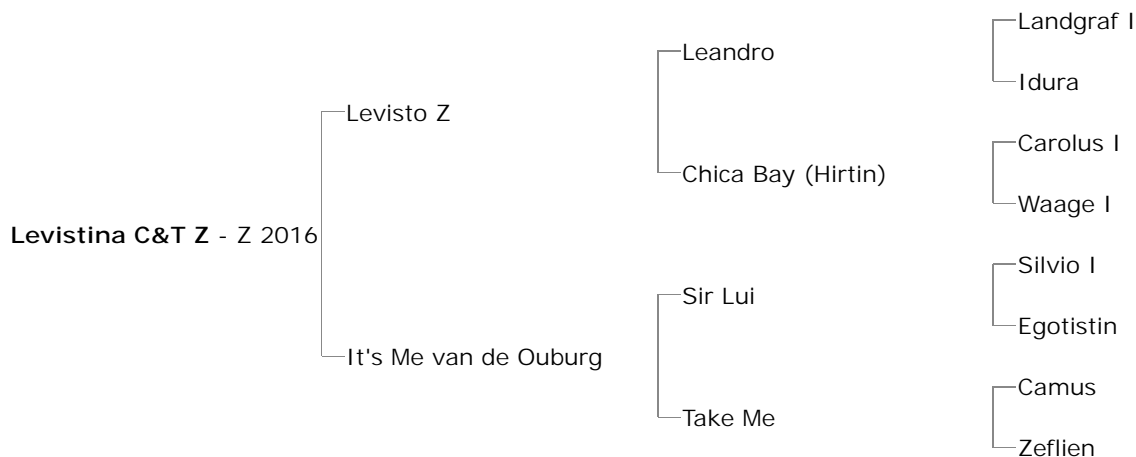 Landgraf I
Leandro
Idura
Levisto Z
Carolus I
Chica Bay (Hirtin)
Waage I
Levistina C&T Z - Z 2016
Silvio I
Sir Lui
Egotistin
It's Me van de Ouburg
Camus
Take Me
Zeflien